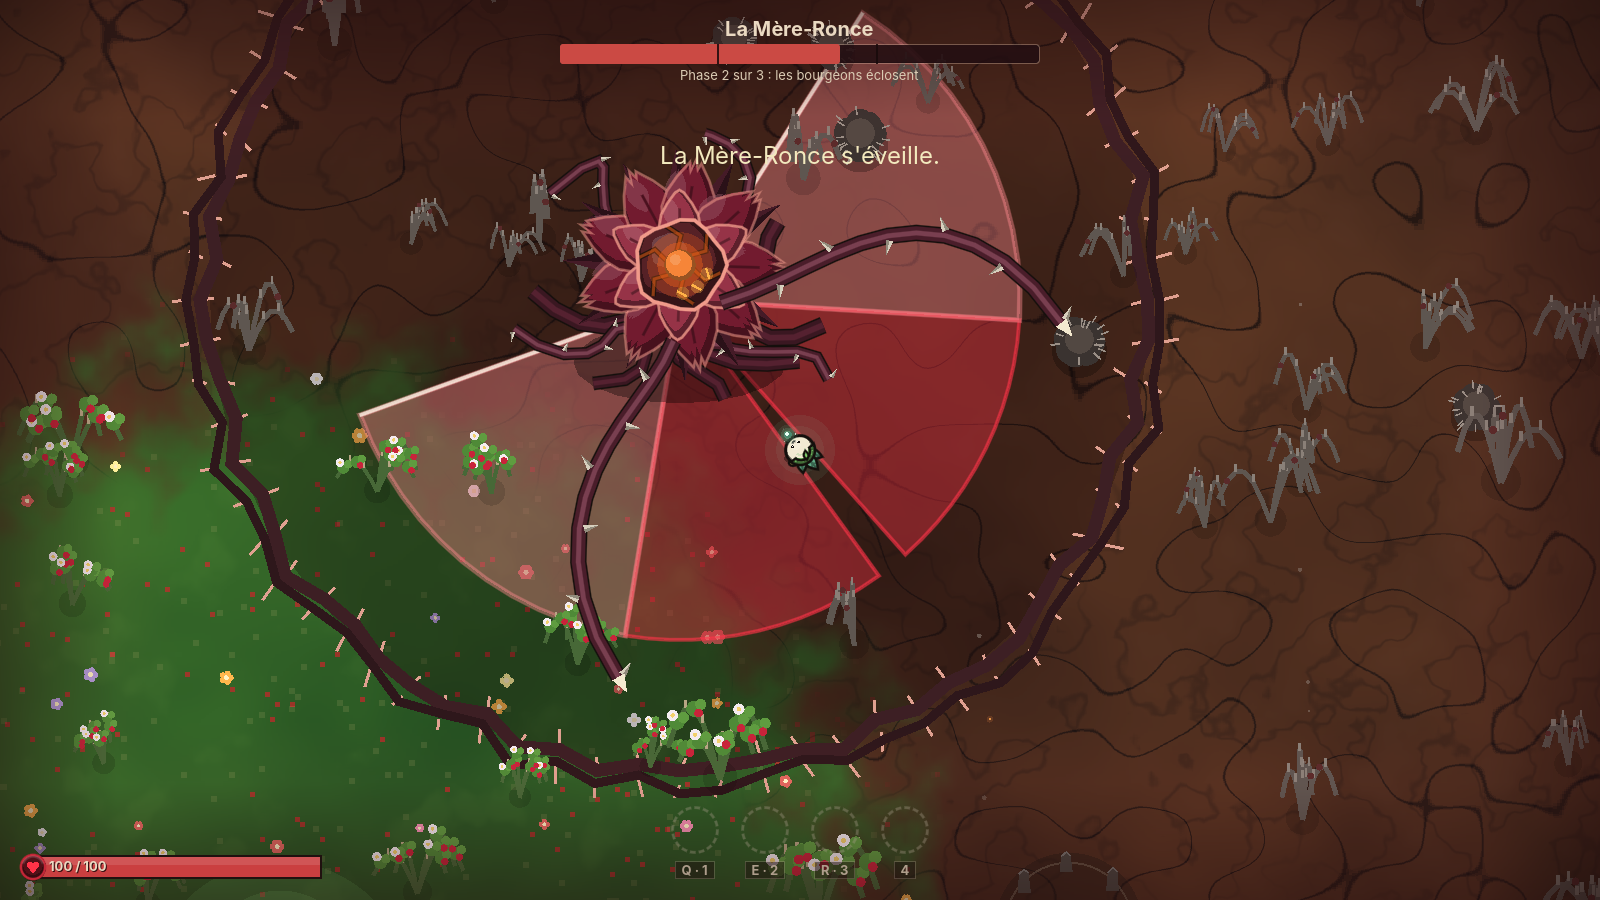 La Mère-Ronce
Phase 2 sur 3 : les bourgeons éclosent
La Mère-Ronce s'éveille.
100 / 100
Q · 1
E · 2
R · 3
4